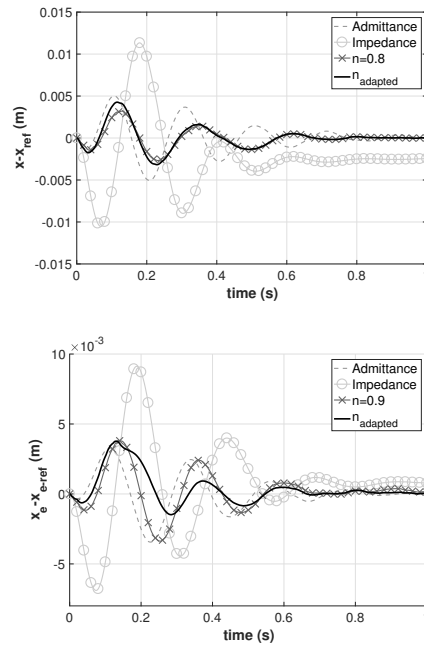 0.015
0.01
0.005
0
-0.005
-0.01
-0.015
x-x_ref (m)
0 0.2 0.4 0.6 0.8
time (s)
Admittance
Impedance
n=0.8
n_adapted
×10⁻³
10
5
0
-5
x_e-x_e-ref (m)
0 0.2 0.4 0.6 0.8
time (s)
Admittance
Impedance
n=0.9
n_adapted